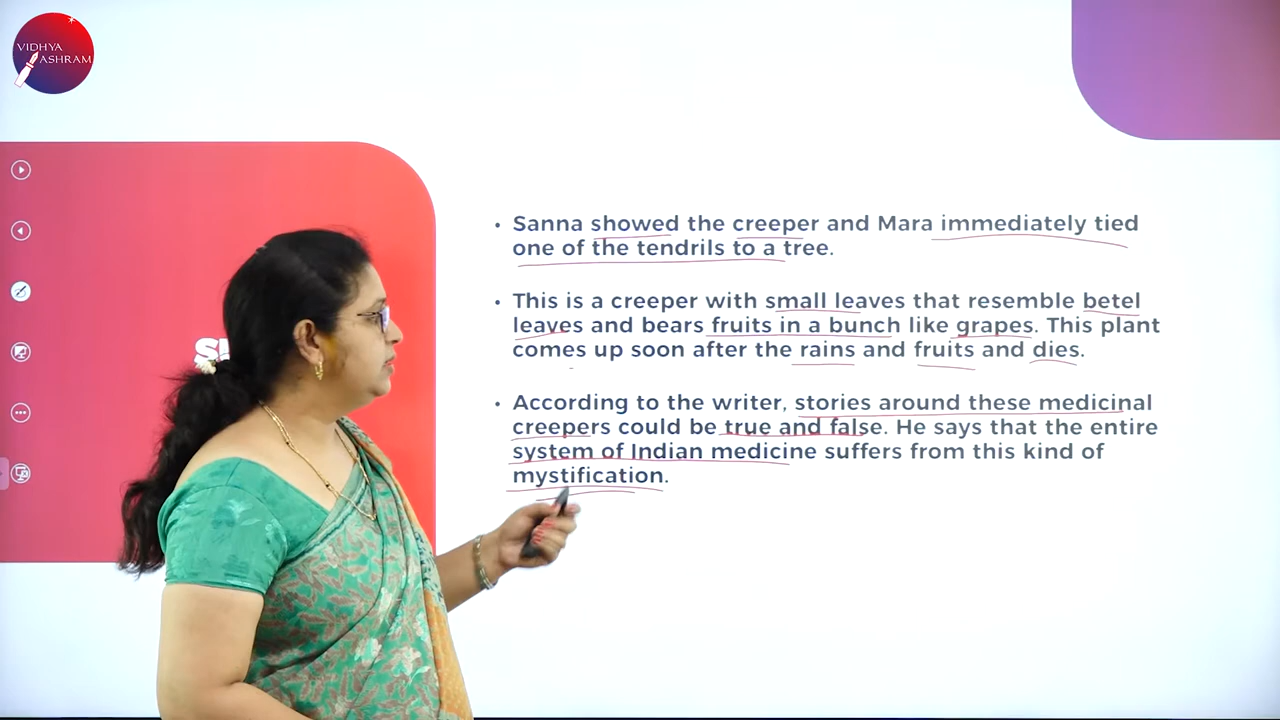 VIDHYA
ASHRAM
• Sanna showed the creeper and Mara immediately tied
one of the tendrils to a tree.
• This is a creeper with small leaves that resemble betel
leaves and bears fruits in a bunch like grapes. This plant
comes up soon after the rains and fruits and dies.
• According to the writer, stories around these medicinal
creepers could be true and false. He says that the entire
system of Indian medicine suffers from this kind of
mystification.